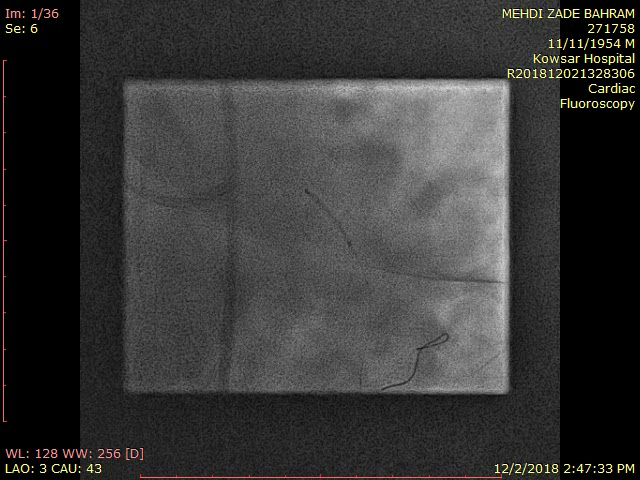 Im: 1/36
Se: 6
MEHDI ZADE BAHRAM
271758
11/11/1954 M
Kowsar Hospital
R201812021328306
Cardiac
Fluoroscopy
WL: 128 WW: 256 [D]
LAO: 3 CAU: 43
12/2/2018 2:47:33 PM